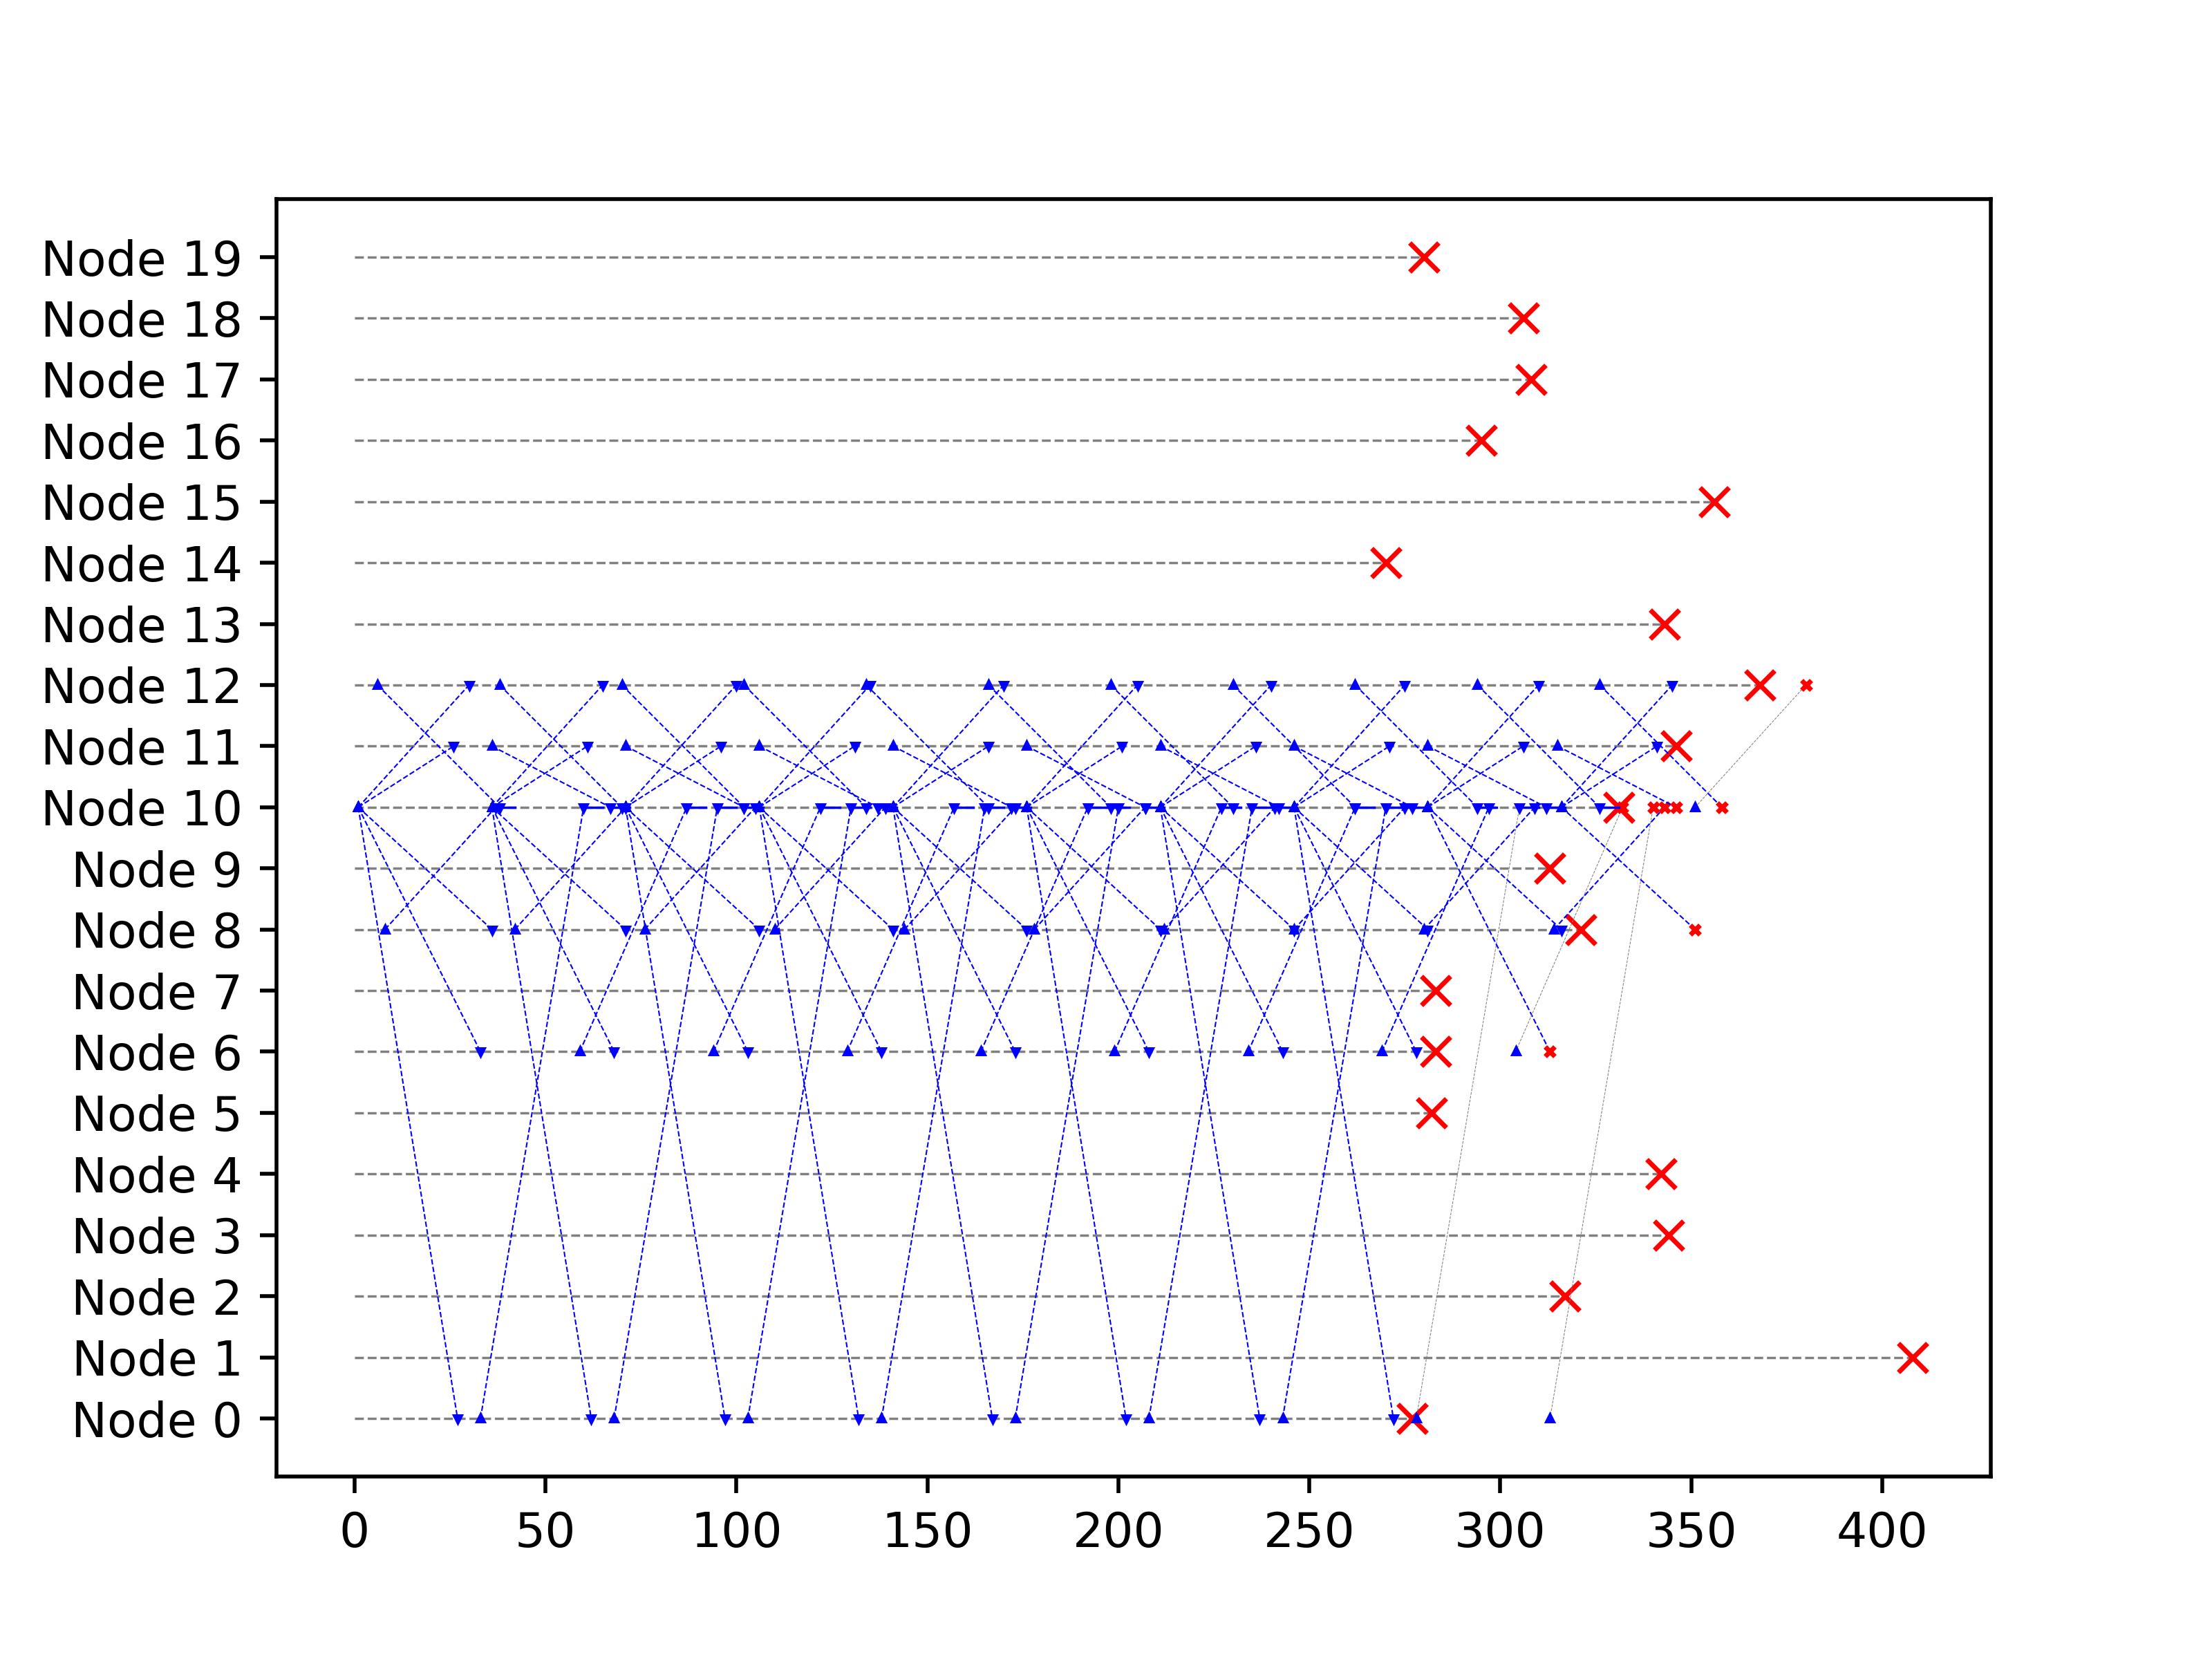 Node 19
Node 18
Node 17
Node 16
Node 15
Node 14
Node 13
Node 12
Node 11
Node 10
Node 9
Node 8
Node 7
Node 6
Node 5
Node 4
Node 3
Node 2
Node 1
Node 0
0 50 100 150 200 250 300 350 400